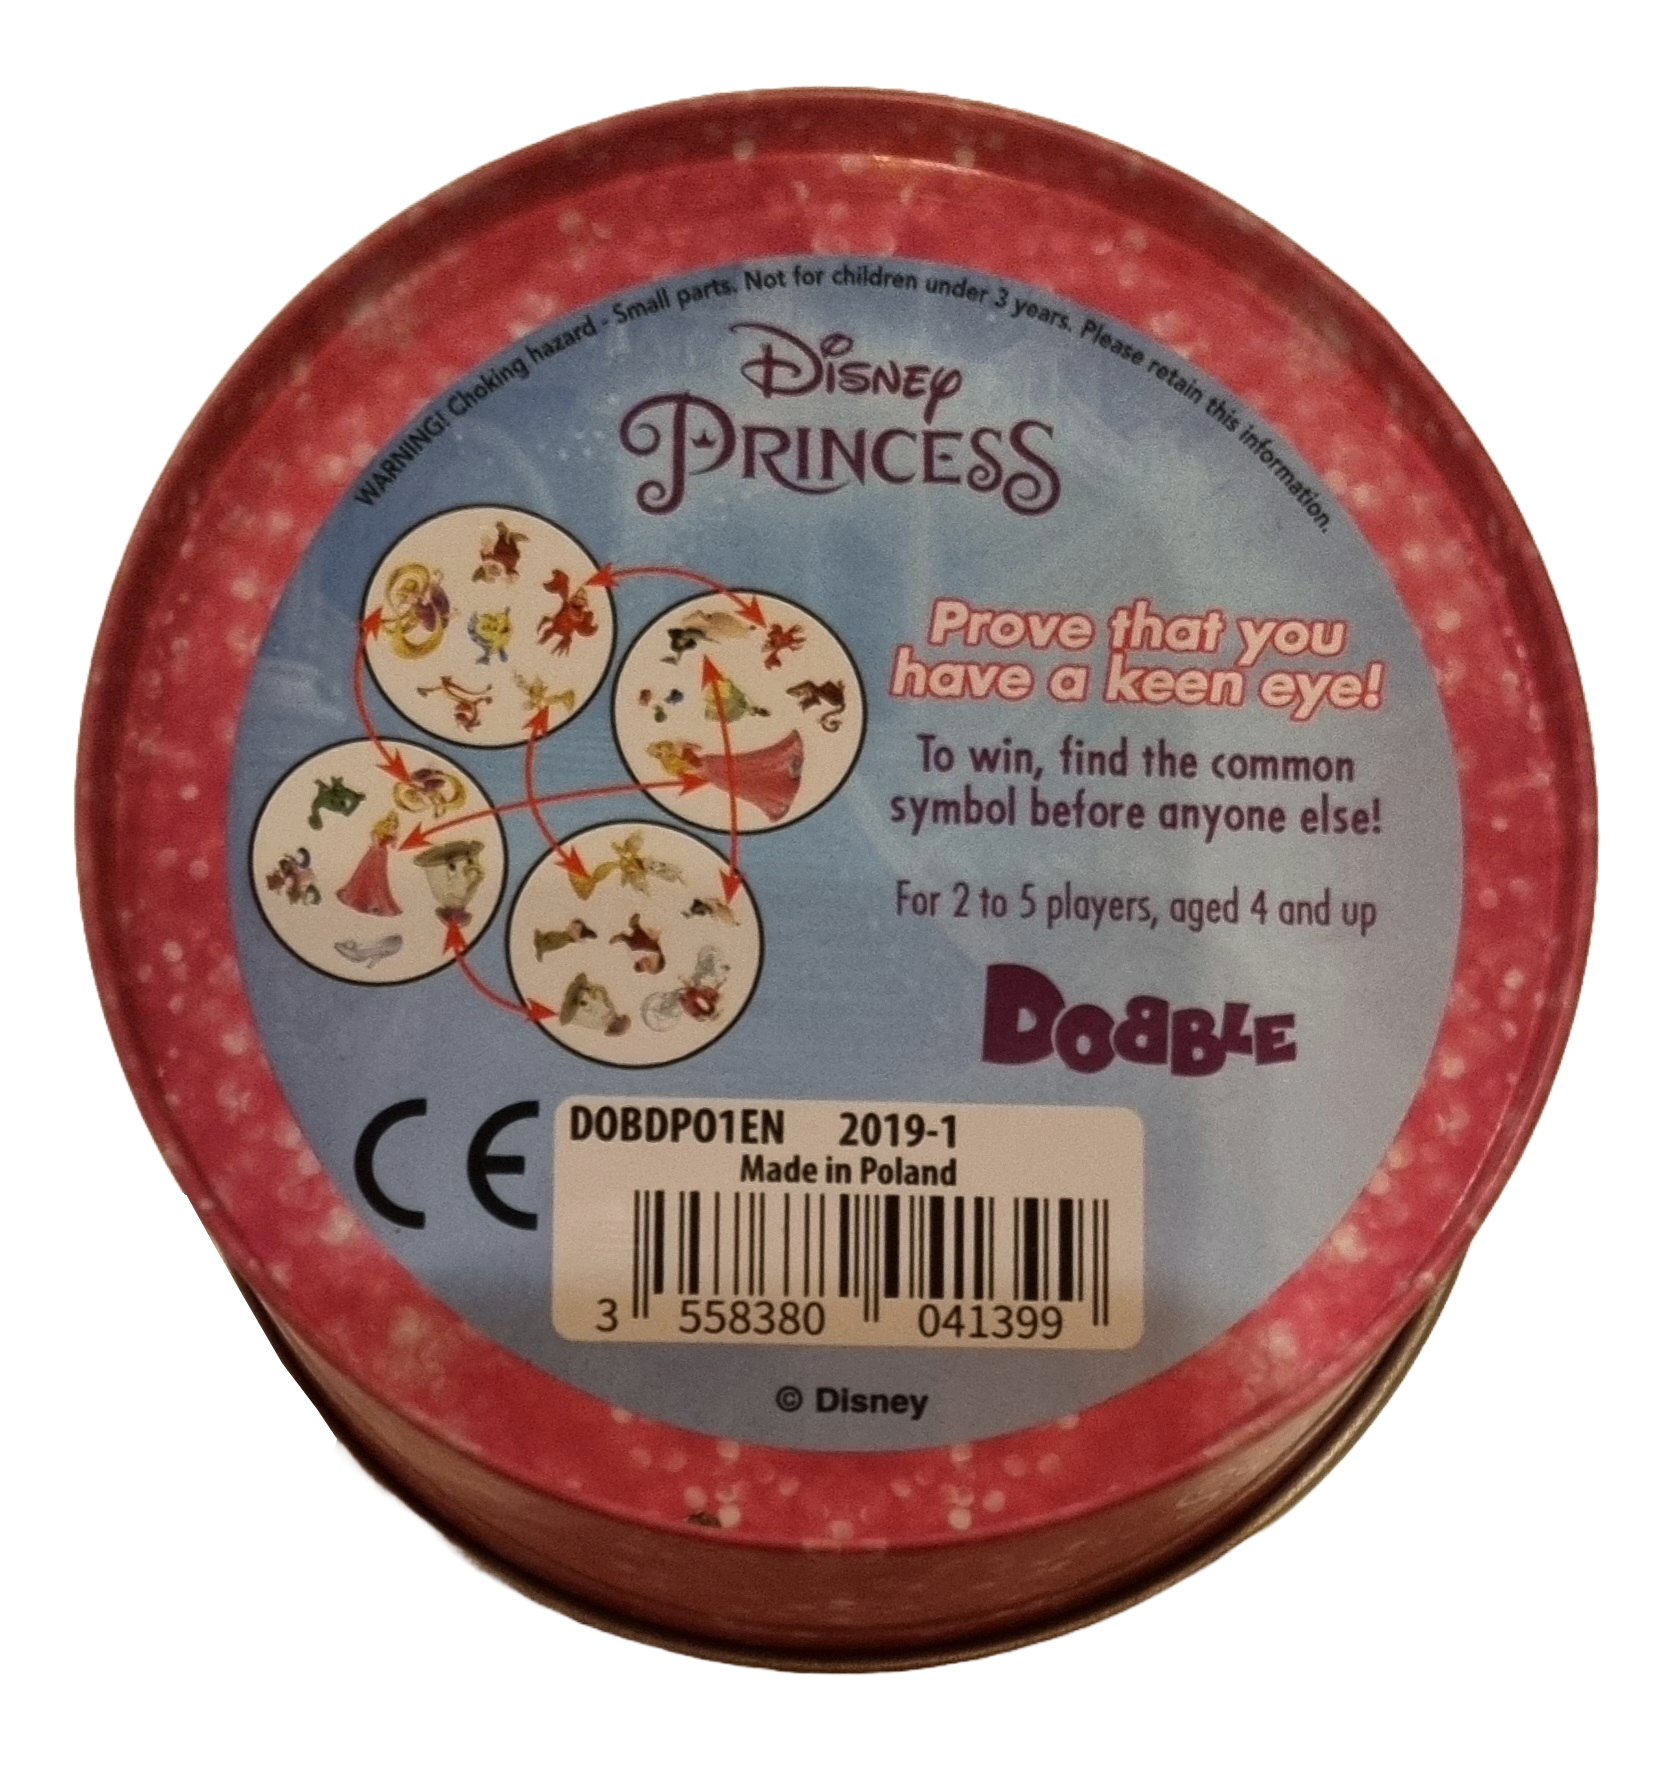 WARNING! Choking hazard - Small parts. Not for children under 3 years. Please retain this information.
Disney
PRINCESS
Prove that you
have a keen eye!
To win, find the common
symbol before anyone else!
For 2 to 5 players, aged 4 and up
DOBBLE
CE
DOBDP01EN 2019-1
Made in Poland
3 558380 041399
© Disney